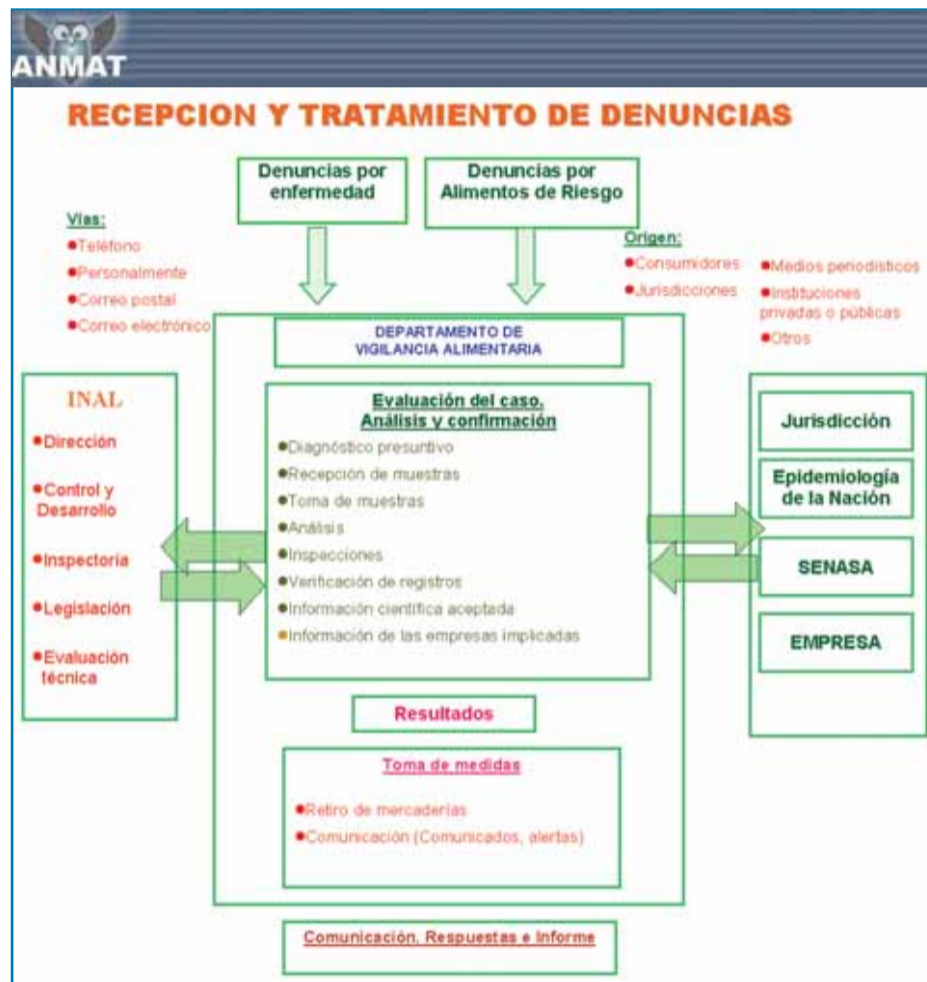 ANMAT
RECEPCION Y TRATAMIENTO DE DENUNCIAS
Denuncias por
enfermedad
Denuncias por
Alimentos de Riesgo
Vías:
Teléfono
Personalmente
Correo postal
Correo electrónico
Origen:
Consumidores
Jurisdicciones
Medios periodísticos
Instituciones
privadas o públicas
Otros
DEPARTAMENTO DE
VIGILANCIA ALIMENTARIA
INAL
Dirección
Control y
Desarrollo
Inspectoría
Legislación
Evaluación
técnica
Evaluación del caso.
Análisis y confirmación
Diagnóstico presuntivo
Recepción de muestras
Toma de muestras
Análisis
Inspecciones
Verificación de registros
Información científica aceptada
Información de las empresas implicadas
Jurisdicción
Epidemiología
de la Nación
SENASA
EMPRESA
Resultados
Toma de medidas
Retiro de mercaderías
Comunicación (Comunicados, alertas)
Comunicación. Respuestas e Informe